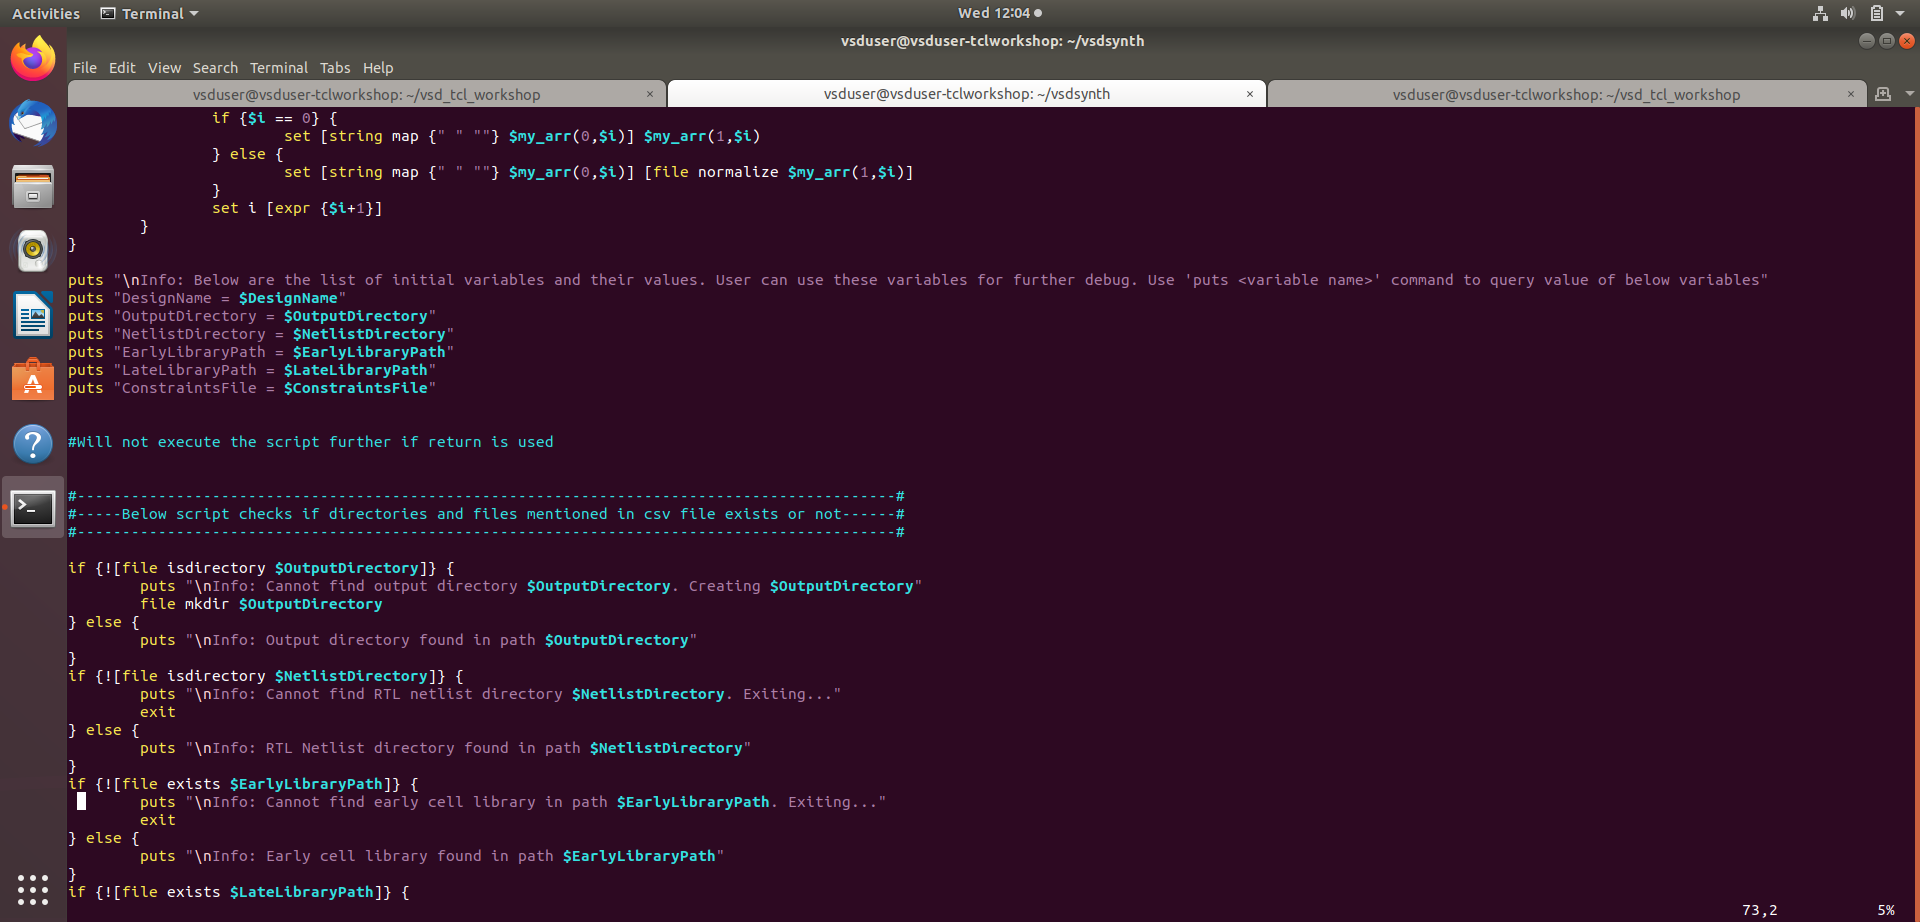 Activities Terminal Wed 12:04
vsduser@vsduser-tclworkshop: ~/vsdsynth
File Edit View Search Terminal Tabs Help
vsduser@vsduser-tclworkshop: ~/vsd_tcl_workshop × vsduser@vsduser-tclworkshop: ~/vsdsynth × vsduser@vsduser-tclworkshop: ~/vsd_tcl_workshop ×
                if {$i == 0} {
                        set [string map {" " ""} $my_arr(0,$i)] $my_arr(1,$i)
                } else {
                        set [string map {" " ""} $my_arr(0,$i)] [file normalize $my_arr(1,$i)]
                }
                set i [expr {$i+1}]
        }
}
puts "\nInfo: Below are the list of initial variables and their values. User can use these variables for further debug. Use 'puts <variable name>' command to query value of below variables"
puts "DesignName = $DesignName"
puts "OutputDirectory = $OutputDirectory"
puts "NetlistDirectory = $NetlistDirectory"
puts "EarlyLibraryPath = $EarlyLibraryPath"
puts "LateLibraryPath = $LateLibraryPath"
puts "ConstraintsFile = $ConstraintsFile"
#Will not execute the script further if return is used
#-------------------------------------------------------------------------------------------#
#-----Below script checks if directories and files mentioned in csv file exists or not------#
#-------------------------------------------------------------------------------------------#
if {![file isdirectory $OutputDirectory]} {
        puts "\nInfo: Cannot find output directory $OutputDirectory. Creating $OutputDirectory"
        file mkdir $OutputDirectory
} else {
        puts "\nInfo: Output directory found in path $OutputDirectory"
}
if {![file isdirectory $NetlistDirectory]} {
        puts "\nInfo: Cannot find RTL netlist directory $NetlistDirectory. Exiting..."
        exit
} else {
        puts "\nInfo: RTL Netlist directory found in path $NetlistDirectory"
}
if {![file exists $EarlyLibraryPath]} {
        puts "\nInfo: Cannot find early cell library in path $EarlyLibraryPath. Exiting..."
        exit
} else {
        puts "\nInfo: Early cell library found in path $EarlyLibraryPath"
}
if {![file exists $LateLibraryPath]} {
73,2 5%